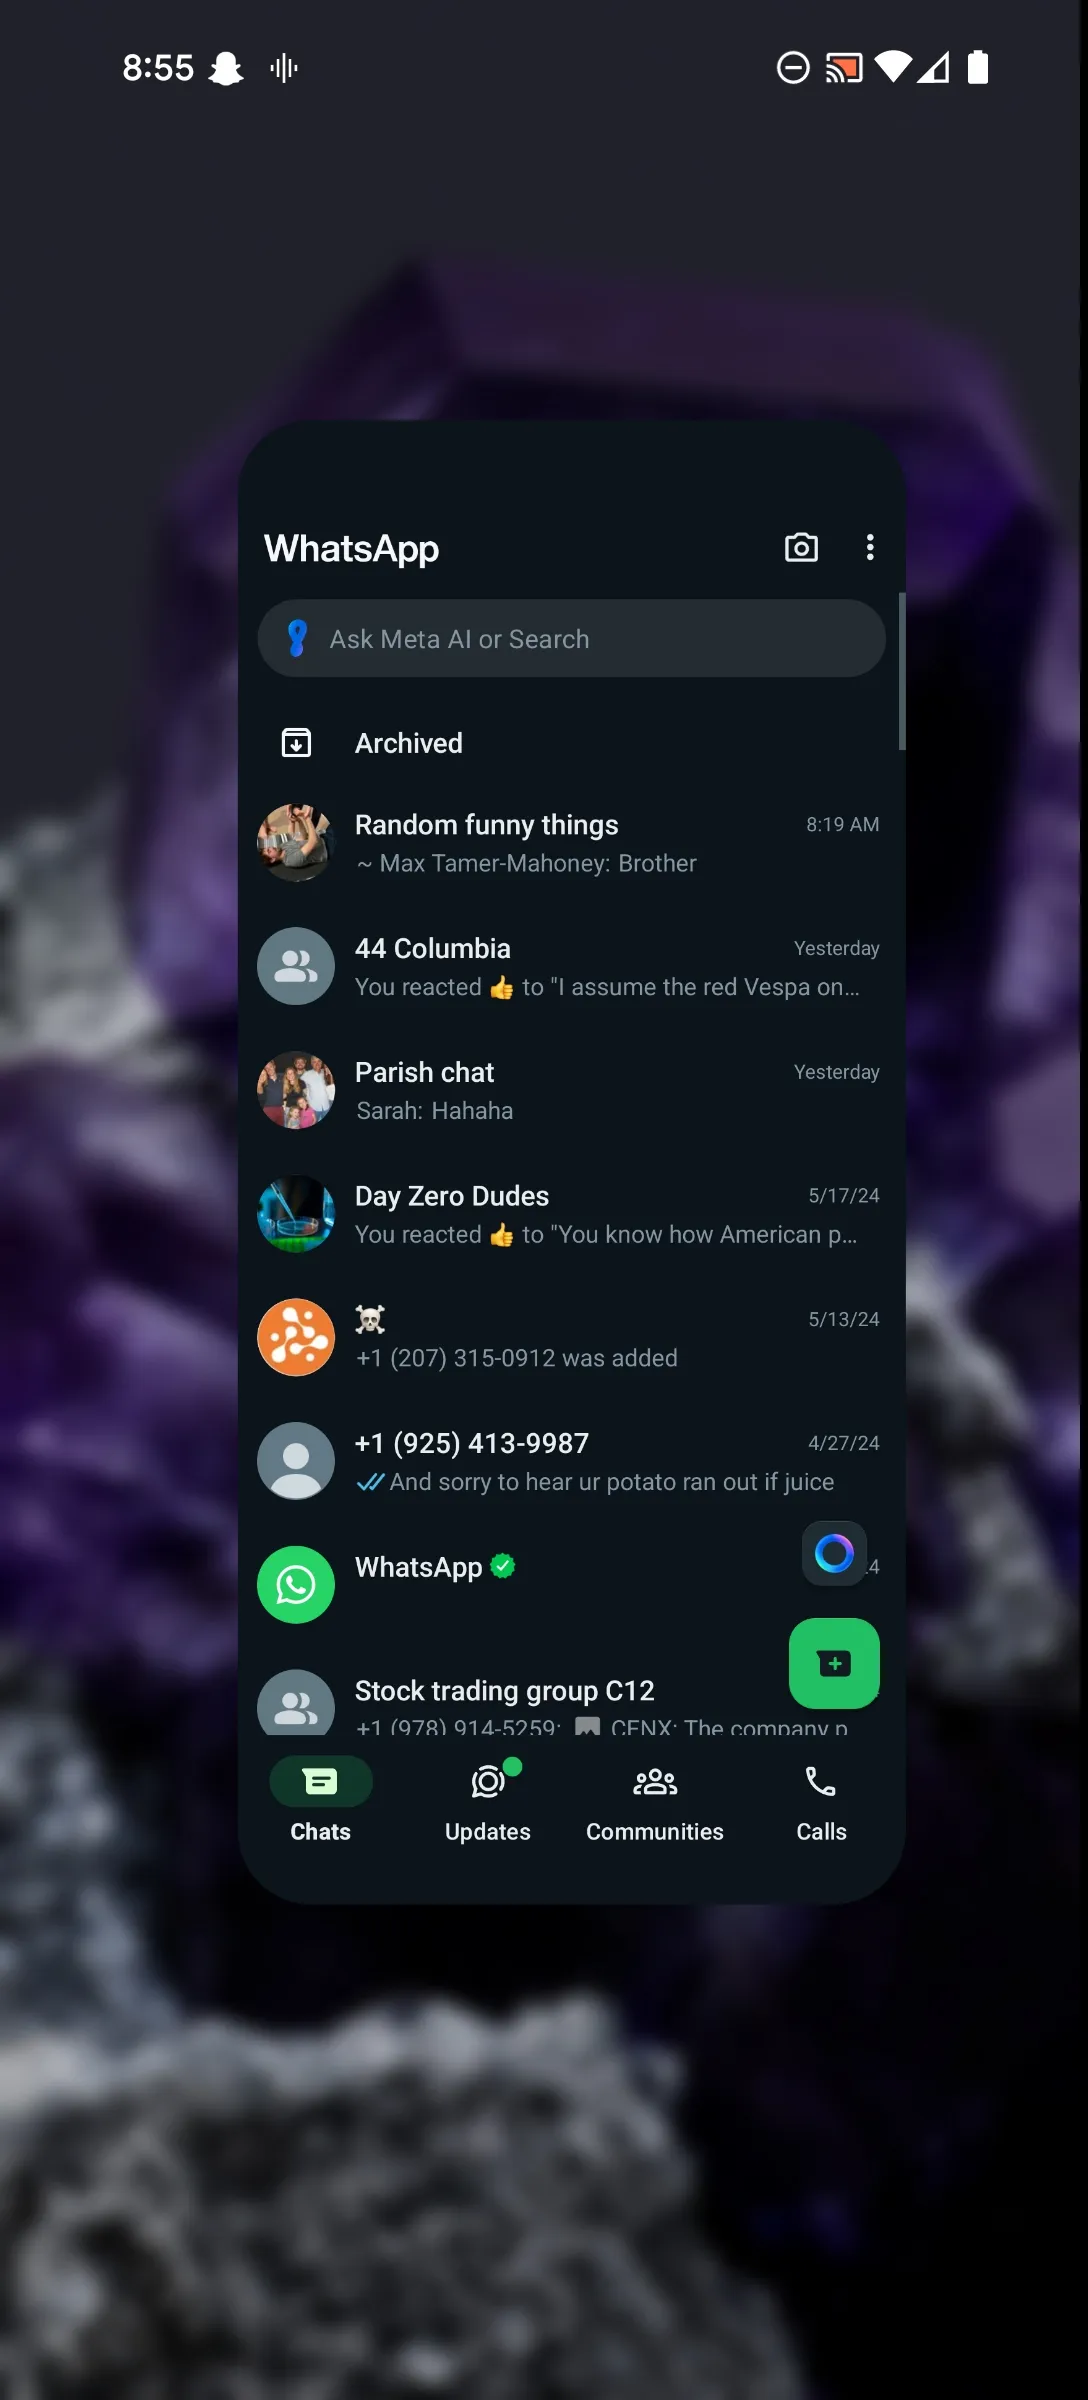 8:55
WhatsApp
Ask Meta AI or Search
Archived
Random funny things 8:19 AM
~ Max Tamer-Mahoney: Brother
44 Columbia Yesterday
You reacted 👍 to "I assume the red Vespa on...
Parish chat Yesterday
Sarah: Hahaha
Day Zero Dudes 5/17/24
You reacted 👍 to "You know how American p...
☠️ 5/13/24
+1 (207) 315-0912 was added
+1 (925) 413-9987 4/27/24
And sorry to hear ur potato ran out if juice
WhatsApp
Stock trading group C12
+1 (978) 914-5259: CENX: The company p
Chats Updates Communities Calls